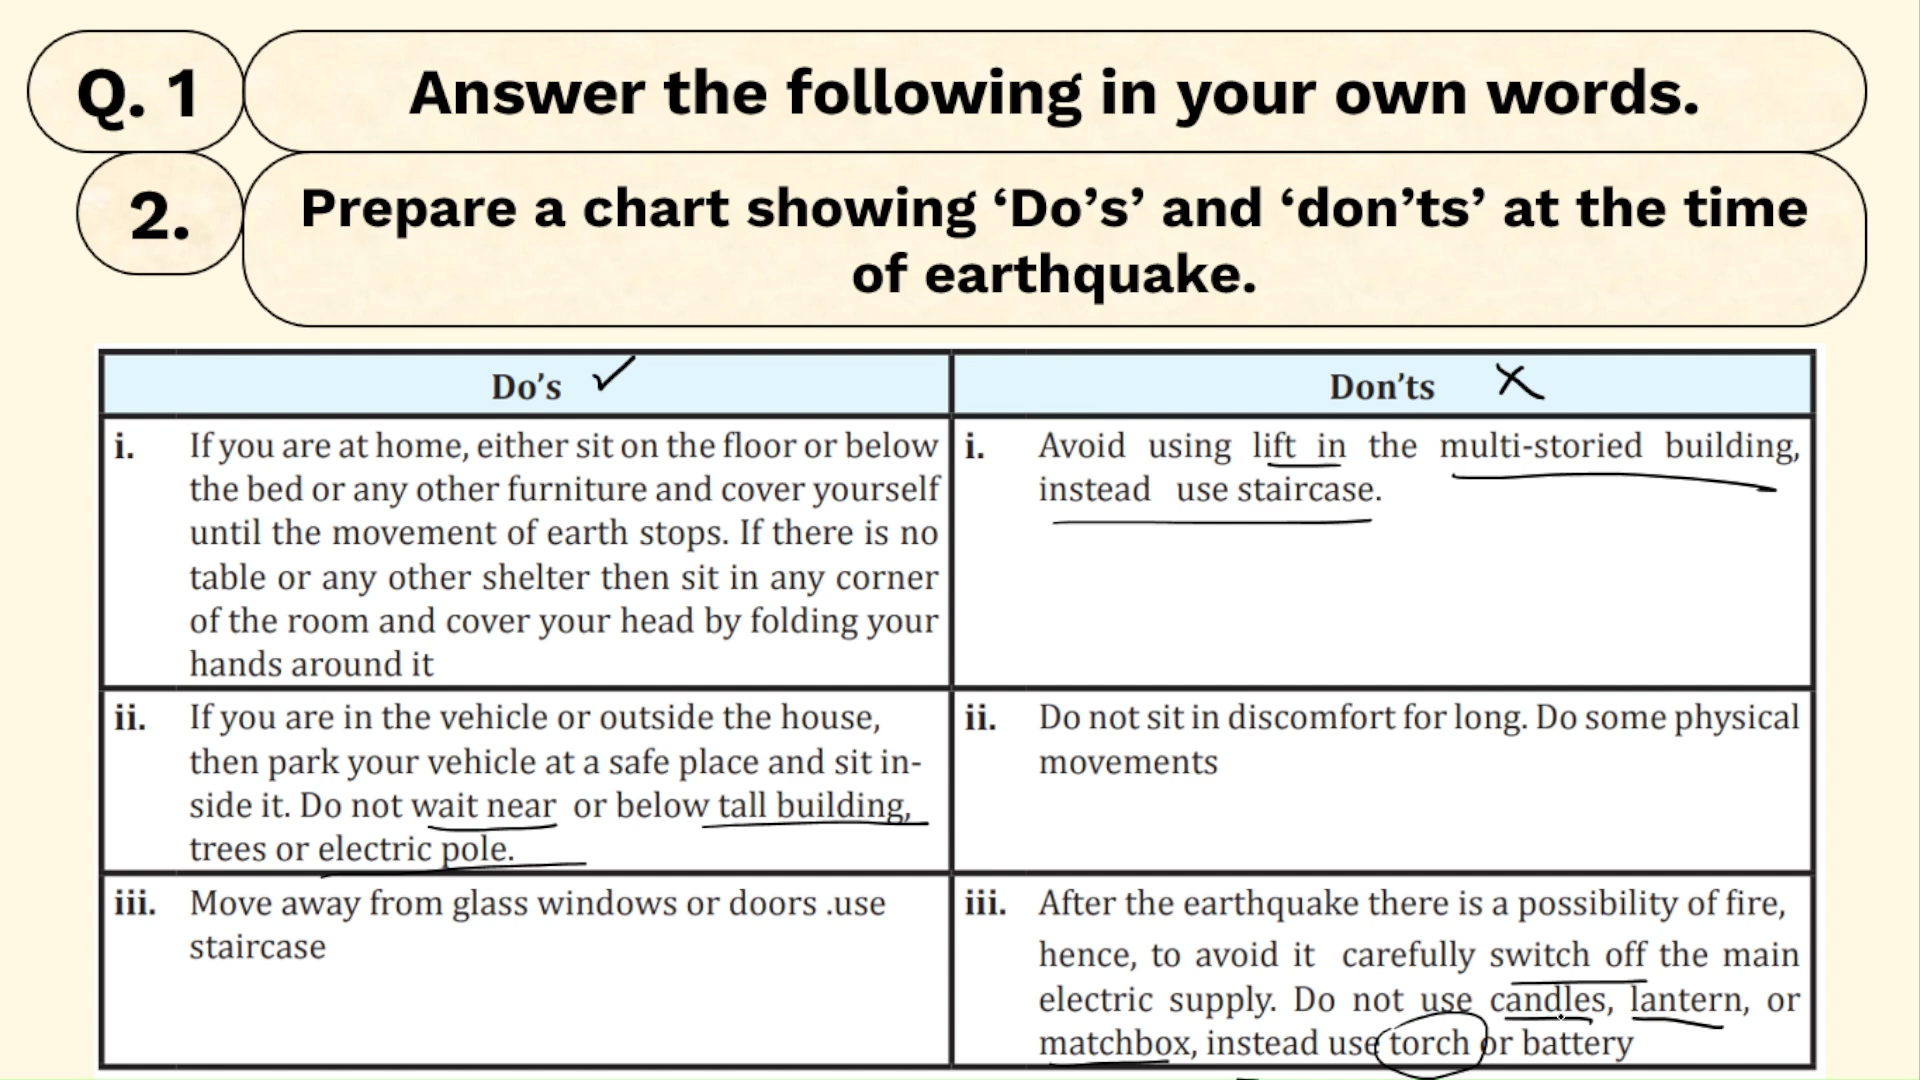 Q. 1
Answer the following in your own words.
2.
Prepare a chart showing ‘Do’s’ and ‘don’ts’ at the time
of earthquake.
Do’s
Don’ts
i. If you are at home, either sit on the floor or below
the bed or any other furniture and cover yourself
until the movement of earth stops. If there is no
table or any other shelter then sit in any corner
of the room and cover your head by folding your
hands around it
i. Avoid using lift in the multi-storied building,
instead use staircase.
ii. If you are in the vehicle or outside the house,
then park your vehicle at a safe place and sit in-
side it. Do not wait near or below tall building,
trees or electric pole.
ii. Do not sit in discomfort for long. Do some physical
movements
iii. Move away from glass windows or doors .use
staircase
iii. After the earthquake there is a possibility of fire,
hence, to avoid it carefully switch off the main
electric supply. Do not use candles, lantern, or
matchbox, instead use torch or battery